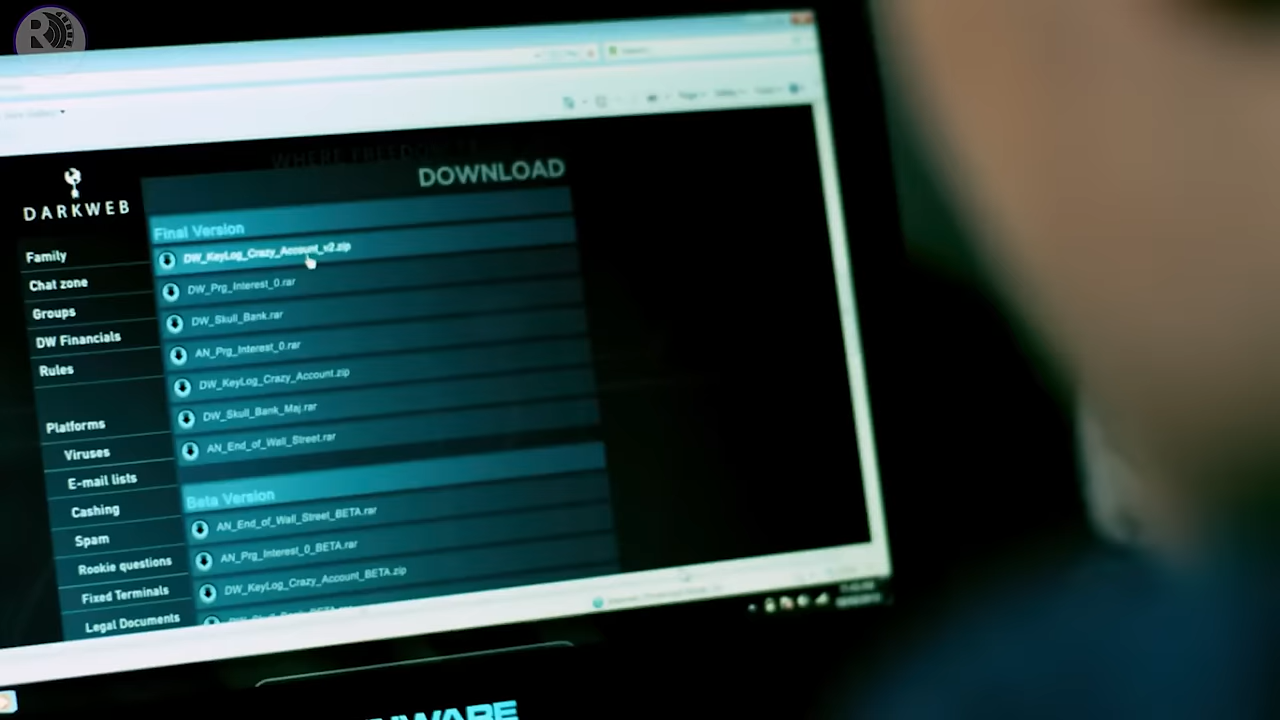 R
WHERE FREEDOM
DOWNLOAD
DARKWEB
Family
Chat zone
Groups
DW Financials
Rules
Platforms
Viruses
E-mail lists
Cashing
Spam
Rookie questions
Fixed Terminals
Legal Documents
Final Version
DW_KeyLog_Crazy_Account_v2.zip
DW_Prg_Interest_0.rar
DW_Skull_Bank.rar
AN_Prg_Interest_0.rar
DW_KeyLog_Crazy_Account.zip
DW_Skull_Bank_Maj.rar
AN_End_of_Wall_Street.rar
Beta Version
AN_End_of_Wall_Street_BETA.rar
AN_Prg_Interest_0_BETA.rar
DW_KeyLog_Crazy_Account_BETA.zip